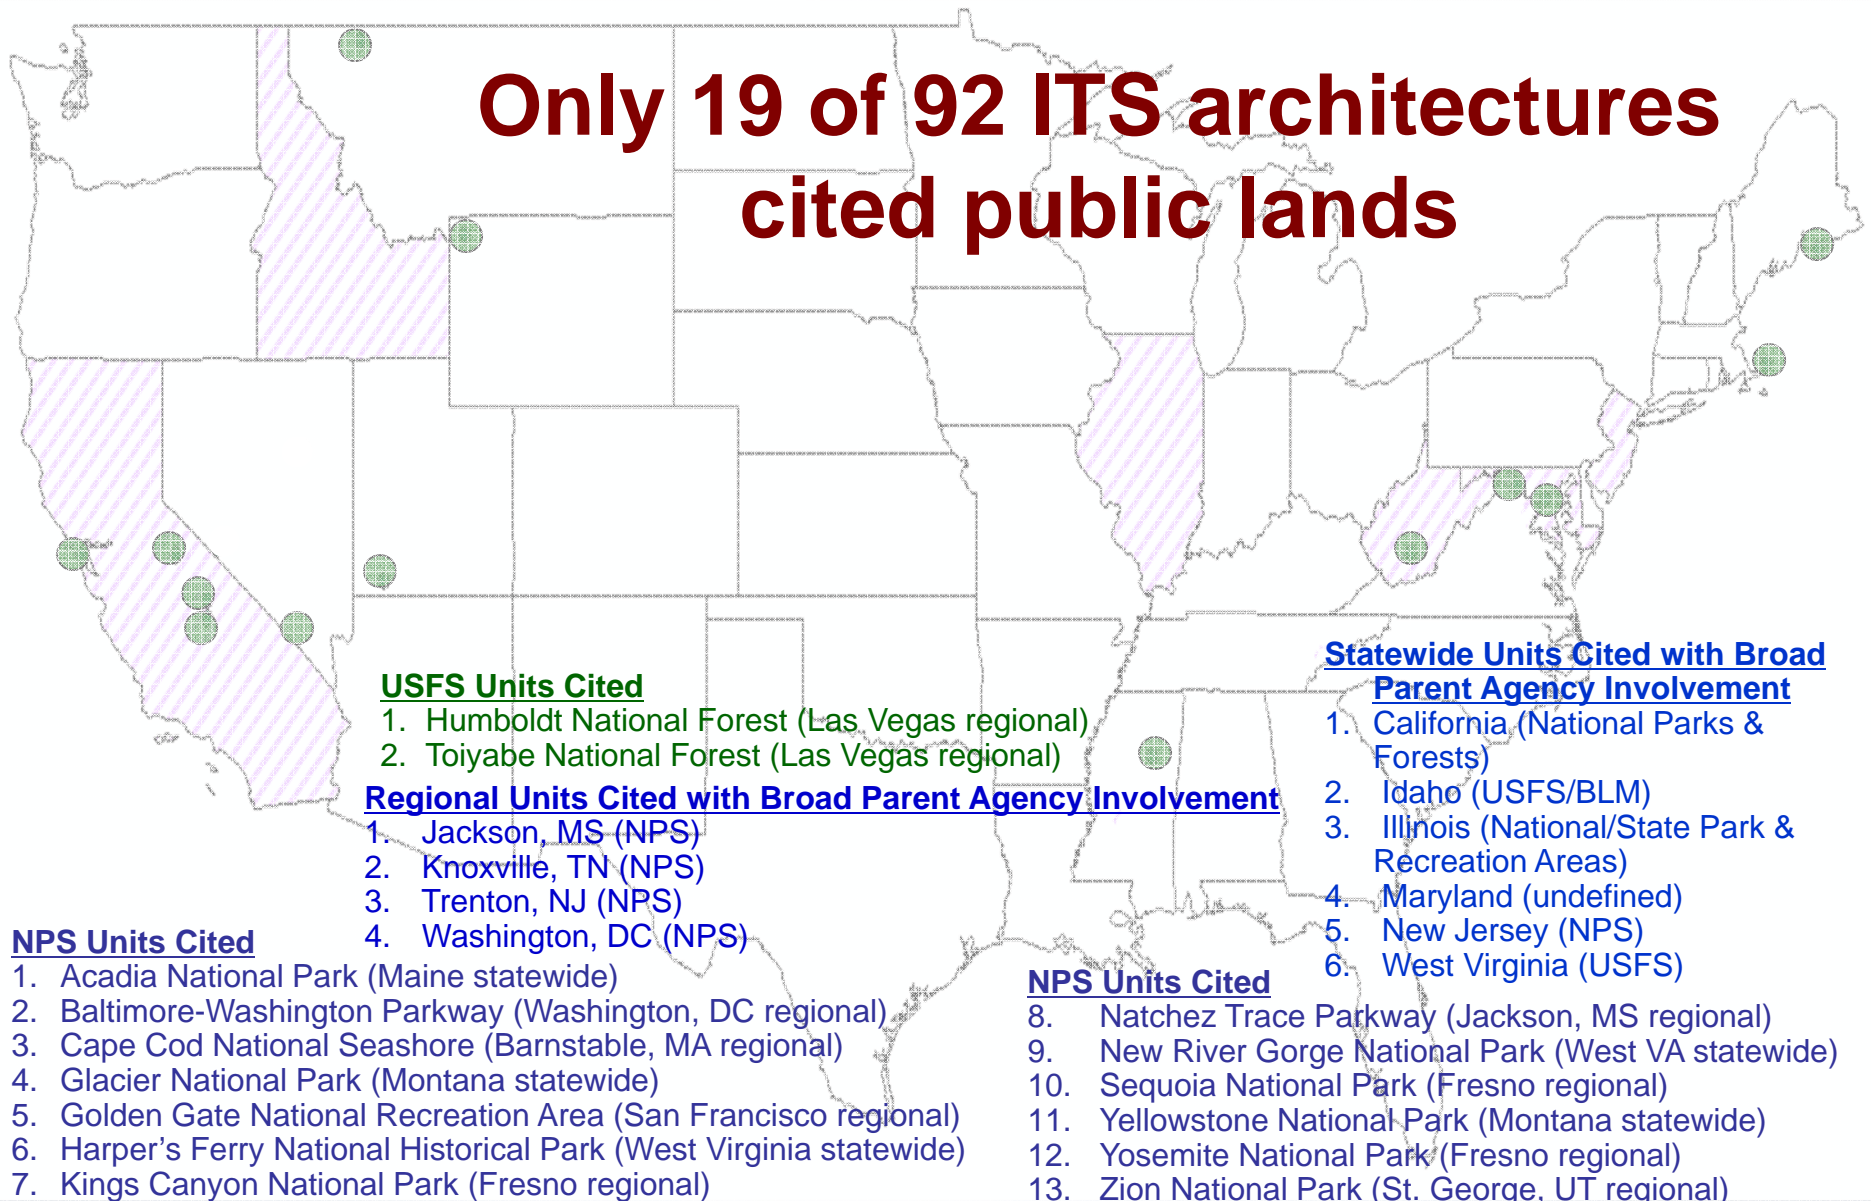 Only 19 of 92 ITS architectures
cited public lands
USFS Units Cited
1. Humboldt National Forest (Las Vegas regional)
2. Toiyabe National Forest (Las Vegas regional)
Regional Units Cited with Broad Parent Agency Involvement
1. Jackson, MS (NPS)
2. Knoxville, TN (NPS)
3. Trenton, NJ (NPS)
4. Washington, DC (NPS)
Statewide Units Cited with Broad
Parent Agency Involvement
1. California (National Parks &
Forests)
2. Idaho (USFS/BLM)
3. Illinois (National/State Park &
Recreation Areas)
4. Maryland (undefined)
5. New Jersey (NPS)
6. West Virginia (USFS)
NPS Units Cited
1. Acadia National Park (Maine statewide)
2. Baltimore-Washington Parkway (Washington, DC regional)
3. Cape Cod National Seashore (Barnstable, MA regional)
4. Glacier National Park (Montana statewide)
5. Golden Gate National Recreation Area (San Francisco regional)
6. Harper's Ferry National Historical Park (West Virginia statewide)
7. Kings Canyon National Park (Fresno regional)
NPS Units Cited
8. Natchez Trace Parkway (Jackson, MS regional)
9. New River Gorge National Park (West VA statewide)
10. Sequoia National Park (Fresno regional)
11. Yellowstone National Park (Montana statewide)
12. Yosemite National Park (Fresno regional)
13. Zion National Park (St. George, UT regional)